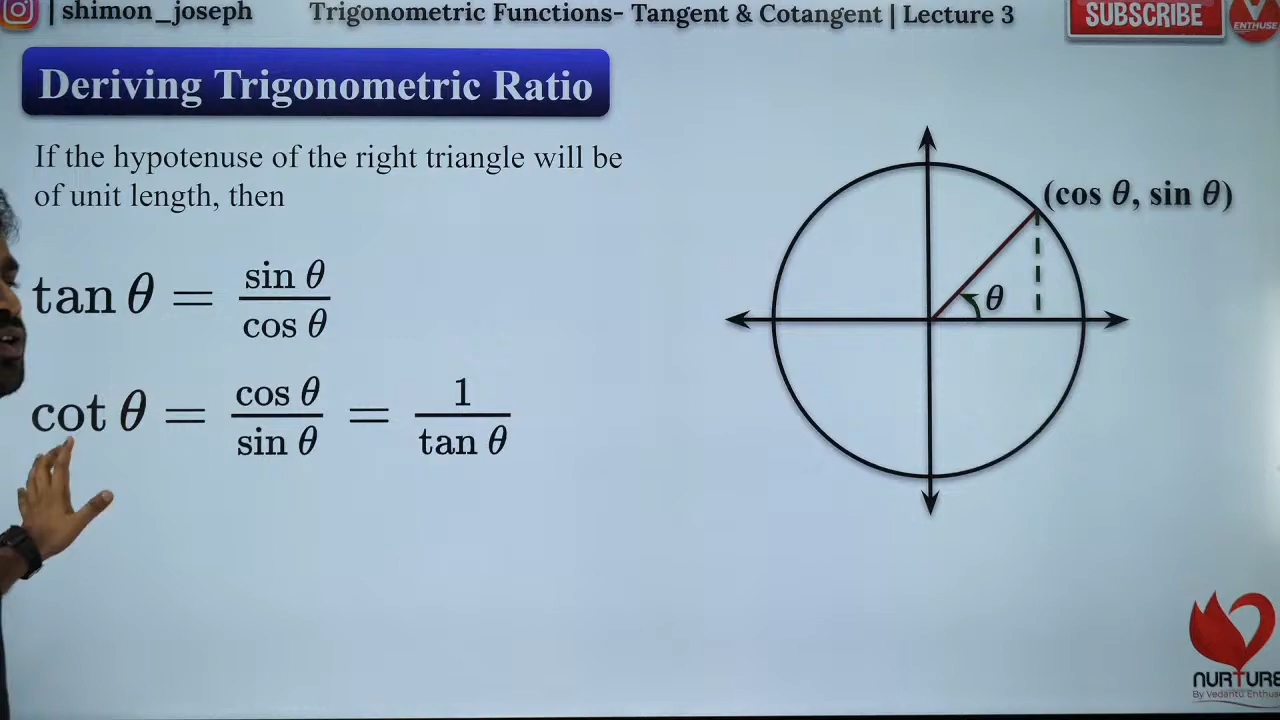 | shimon_joseph
Trigonometric Functions- Tangent & Cotangent | Lecture 3
SUBSCRIBE
ENTHUSE
Deriving Trigonometric Ratio
If the hypotenuse of the right triangle will be
of unit length, then
tan θ = sin θ / cos θ
cot θ = cos θ / sin θ = 1 / tan θ
(cos θ, sin θ)
θ
NURTURE
By Vedantu Enthuse